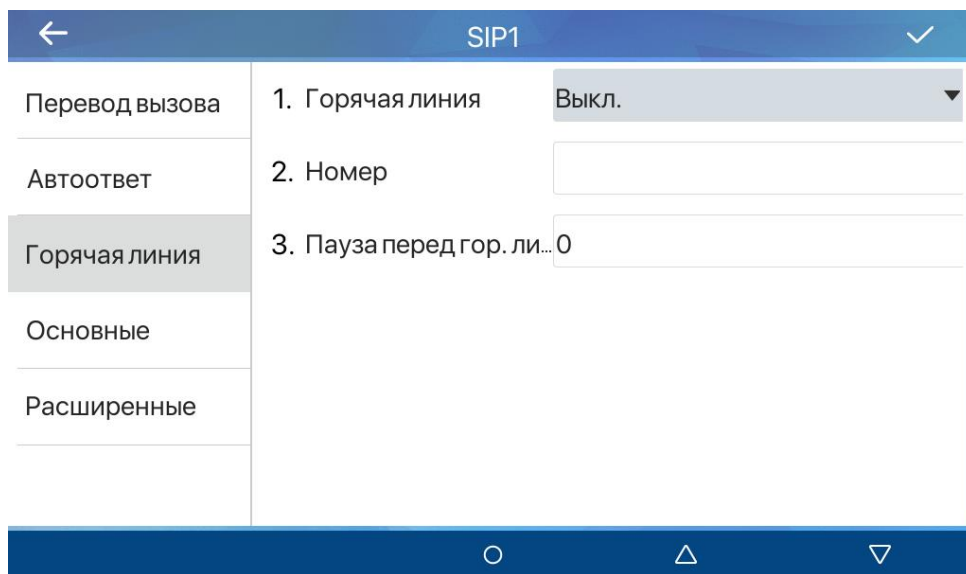 SIP1
Перевод вызова
Автоответ
Горячая линия
Основные
Расширенные
1. Горячая линия Выкл.
2. Номер
3. Пауза перед гор. ли... 0